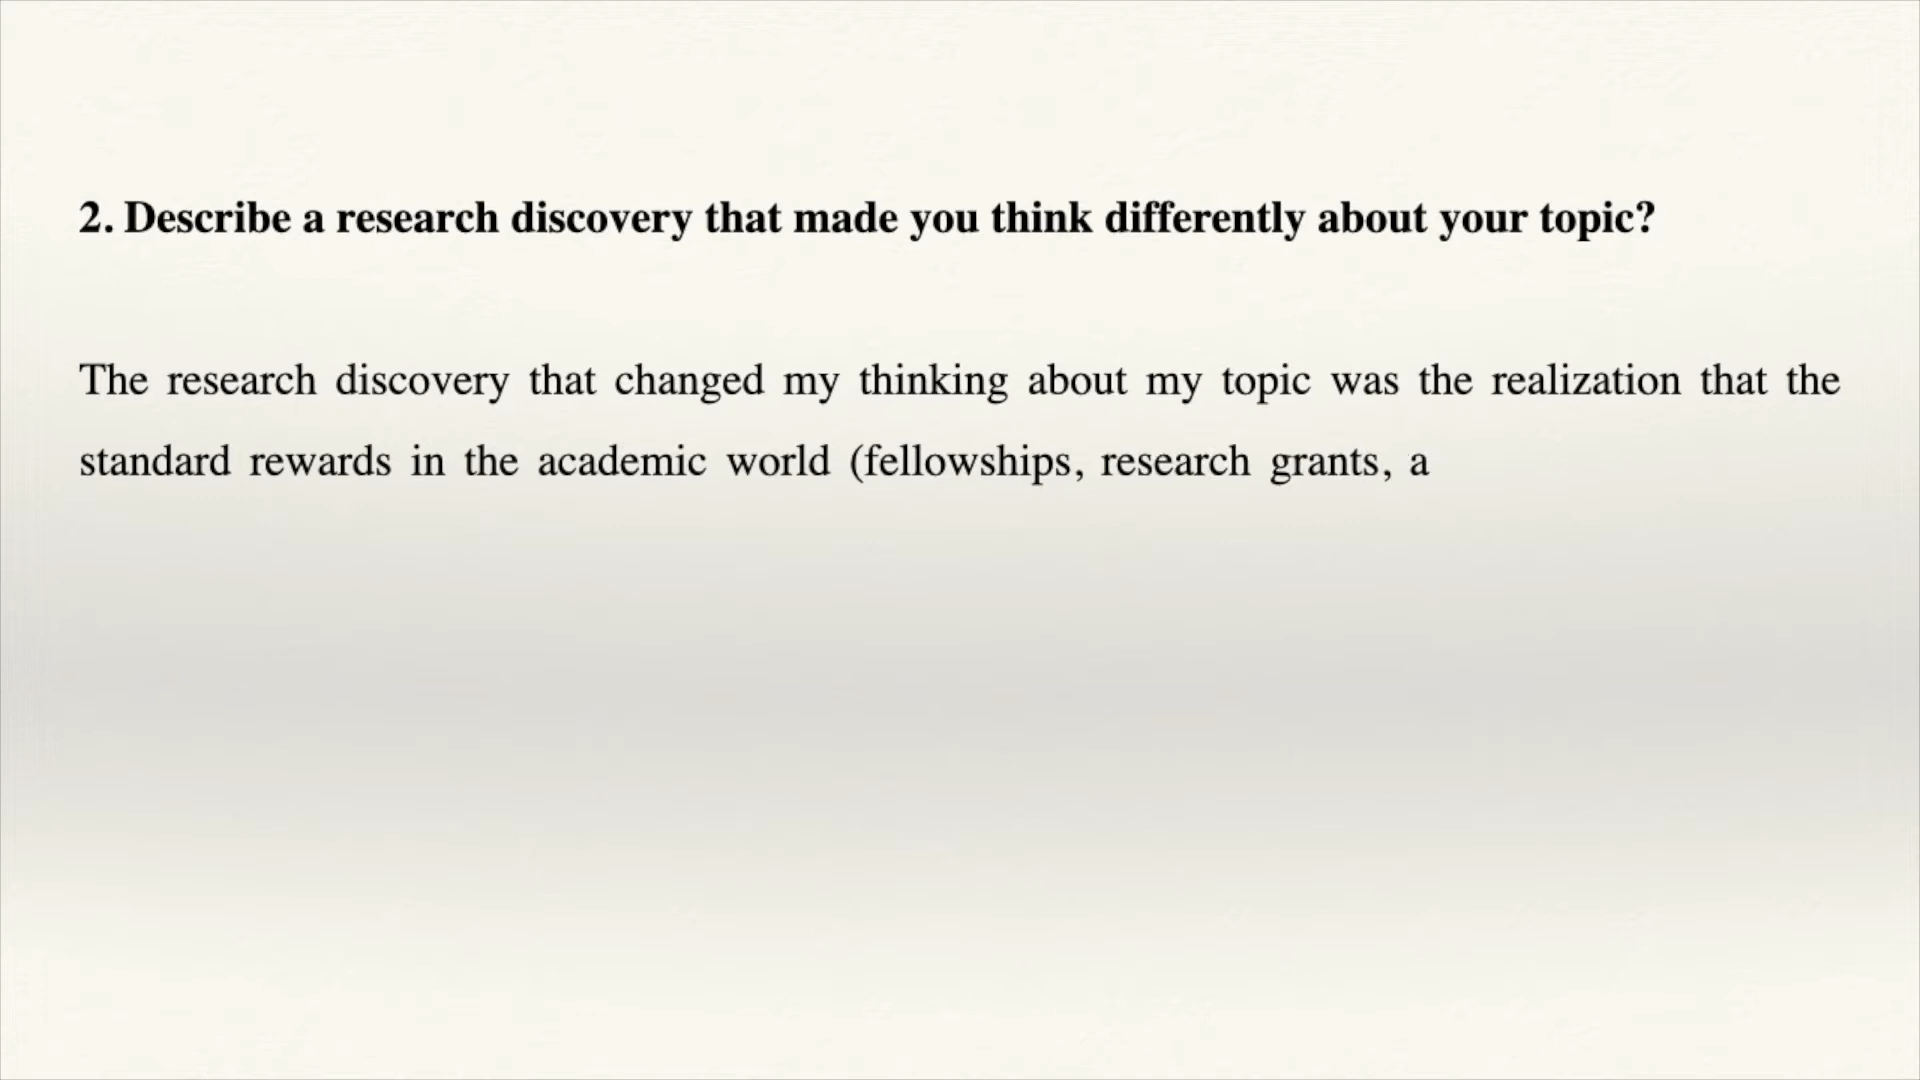 2. Describe a research discovery that made you think differently about your topic?
The research discovery that changed my thinking about my topic was the realization that the
standard rewards in the academic world (fellowships, research grants, a